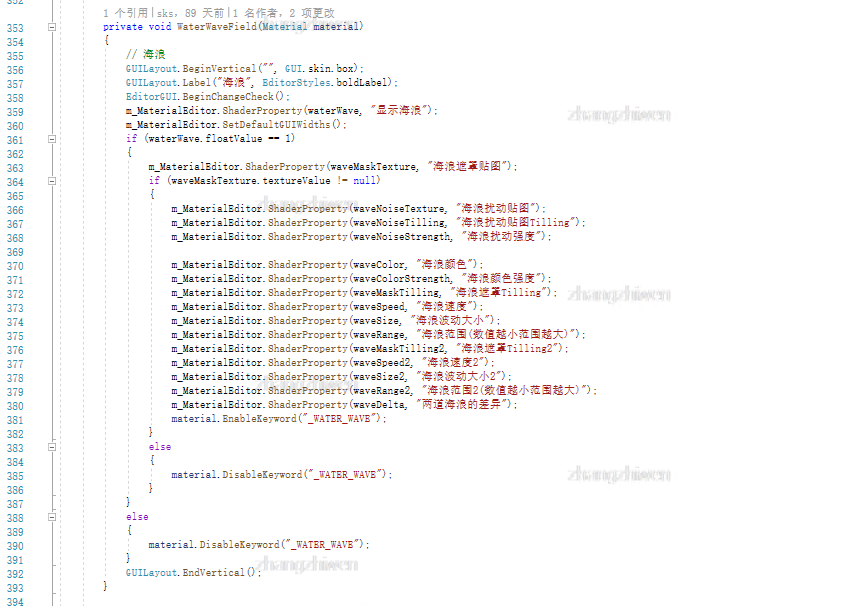 352
1 个引用|sks，89 天前|1 名作者，2 项更改
353 private void WaterWaveField(Material material)
354 {
355 // 海浪
356 GUILayout.BeginVertical("", GUI.skin.box);
357 GUILayout.Label("海浪", EditorStyles.boldLabel);
358 EditorGUI.BeginChangeCheck();
359 m_MaterialEditor.ShaderProperty(waterWave, "显示海浪");
360 m_MaterialEditor.SetDefaultGUIWidths();
361 if (waterWave.floatValue == 1)
362 {
363 m_MaterialEditor.ShaderProperty(waveMaskTexture, "海浪遮罩贴图");
364 if (waveMaskTexture.textureValue != null)
365 {
366 m_MaterialEditor.ShaderProperty(waveNoiseTexture, "海浪扰动贴图");
367 m_MaterialEditor.ShaderProperty(waveNoiseTilling, "海浪扰动贴图Tilling");
368 m_MaterialEditor.ShaderProperty(waveNoiseStrength, "海浪扰动强度");
369
370 m_MaterialEditor.ShaderProperty(waveColor, "海浪颜色");
371 m_MaterialEditor.ShaderProperty(waveColorStrength, "海浪颜色强度");
372 m_MaterialEditor.ShaderProperty(waveMaskTilling, "海浪遮罩Tilling");
373 m_MaterialEditor.ShaderProperty(waveSpeed, "海浪速度");
374 m_MaterialEditor.ShaderProperty(waveSize, "海浪波动大小");
375 m_MaterialEditor.ShaderProperty(waveRange, "海浪范围(数值越小范围越大)");
376 m_MaterialEditor.ShaderProperty(waveMaskTilling2, "海浪遮罩Tilling2");
377 m_MaterialEditor.ShaderProperty(waveSpeed2, "海浪速度2");
378 m_MaterialEditor.ShaderProperty(waveSize2, "海浪波动大小2");
379 m_MaterialEditor.ShaderProperty(waveRange2, "海浪范围2(数值越小范围越大)");
380 m_MaterialEditor.ShaderProperty(waveDelta, "两道海浪的差异");
381 material.EnableKeyword("_WATER_WAVE");
382 }
383 else
384 {
385 material.DisableKeyword("_WATER_WAVE");
386 }
387 }
388 else
389 {
390 material.DisableKeyword("_WATER_WAVE");
391 }
392 GUILayout.EndVertical();
393 }
394
zhangzhiwen
zhangzhiwen
zhangzhiwen
zhangzhiwen